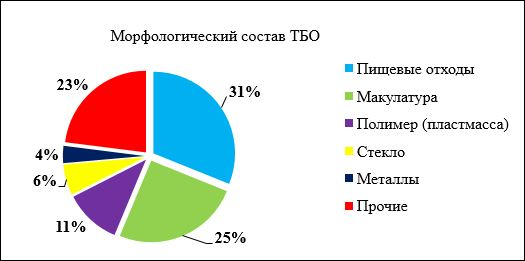 Морфологический состав ТБО
31%
25%
11%
6%
4%
23%
Пищевые отходы
Макулатура
Полимер (пластмасса)
Стекло
Металлы
Прочие